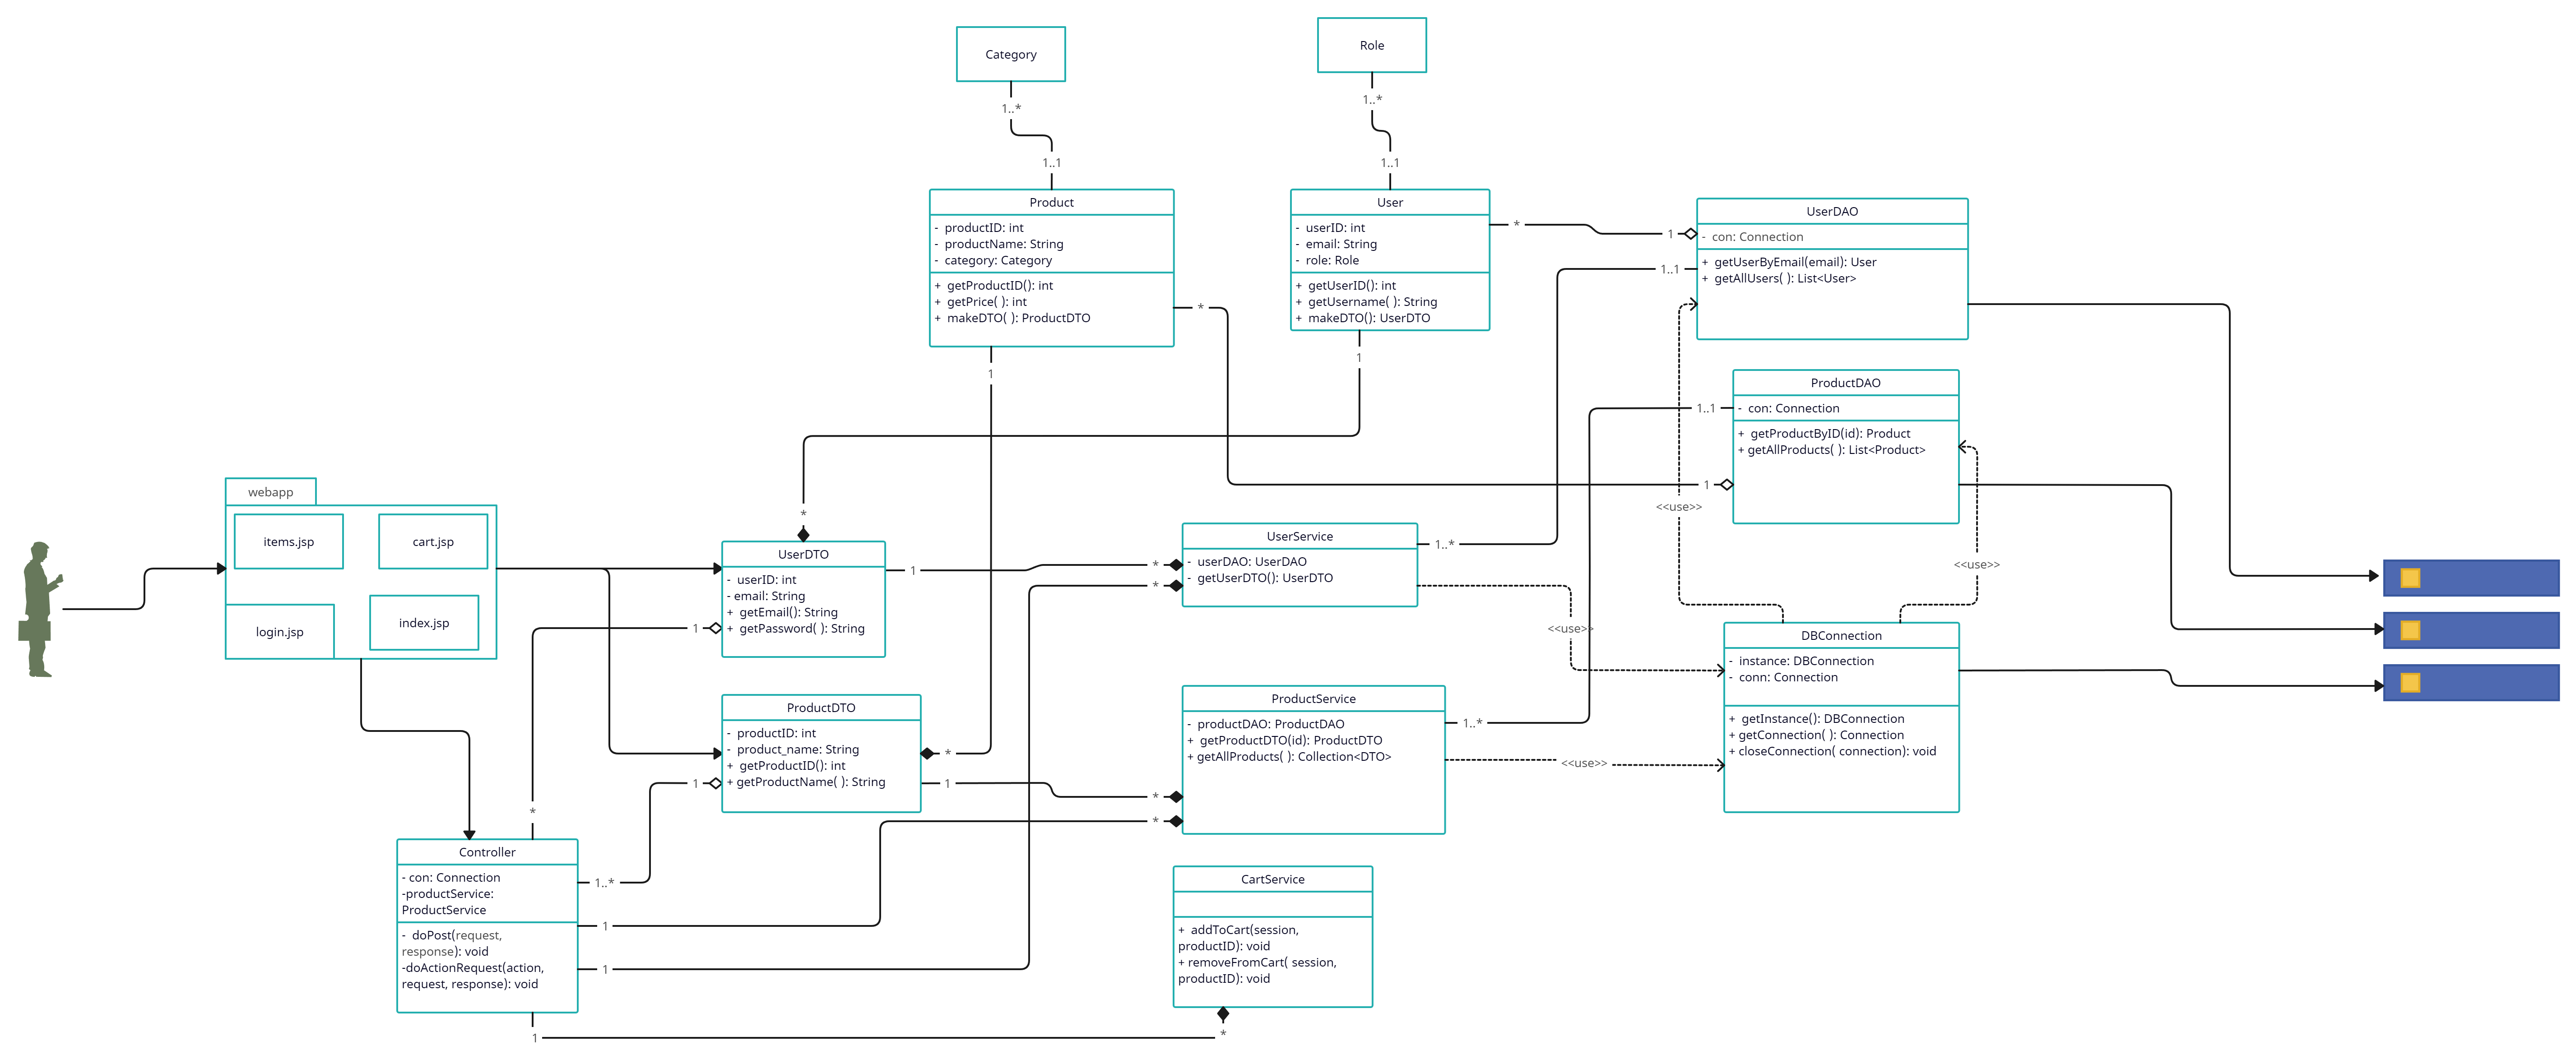 Category
1..*
1..1
Role
1..*
1..1
Product
- productID: int
- productName: String
- category: Category
+ getProductID(): int
+ getPrice( ): int
+ makeDTO( ): ProductDTO
*
1
User
- userID: int
- email: String
- role: Role
+ getUserID(): int
+ getUsername( ): String
+ makeDTO(): UserDTO
*
1
1
UserDAO
- con: Connection
+ getUserByEmail(email): User
+ getAllUsers( ): List<User>
1..1
ProductDAO
- con: Connection
+ getProductByID(id): Product
+ getAllProducts( ): List<Product>
1..1
1
<<use>>
<<use>>
webapp
items.jsp
cart.jsp
login.jsp
index.jsp
*
UserDTO
- userID: int
- email: String
+ getEmail(): String
+ getPassword( ): String
1
1
*
*
UserService
- userDAO: UserDAO
- getUserDTO(): UserDTO
1..*
<<use>>
ProductDTO
- productID: int
- product_name: String
+ getProductID(): int
+ getProductName( ): String
*
1
1
*
*
ProductService
- productDAO: ProductDAO
+ getProductDTO(id): ProductDTO
+ getAllProducts( ): Collection<DTO>
1..*
<<use>>
DBConnection
- instance: DBConnection
- conn: Connection
+ getInstance(): DBConnection
+ getConnection( ): Connection
+ closeConnection( connection): void
*
Controller
- con: Connection
-productService:
ProductService
- doPost(request,
response): void
-doActionRequest(action,
request, response): void
1..*
1
1
1
CartService
+ addToCart(session,
productID): void
+ removeFromCart( session,
productID): void
*